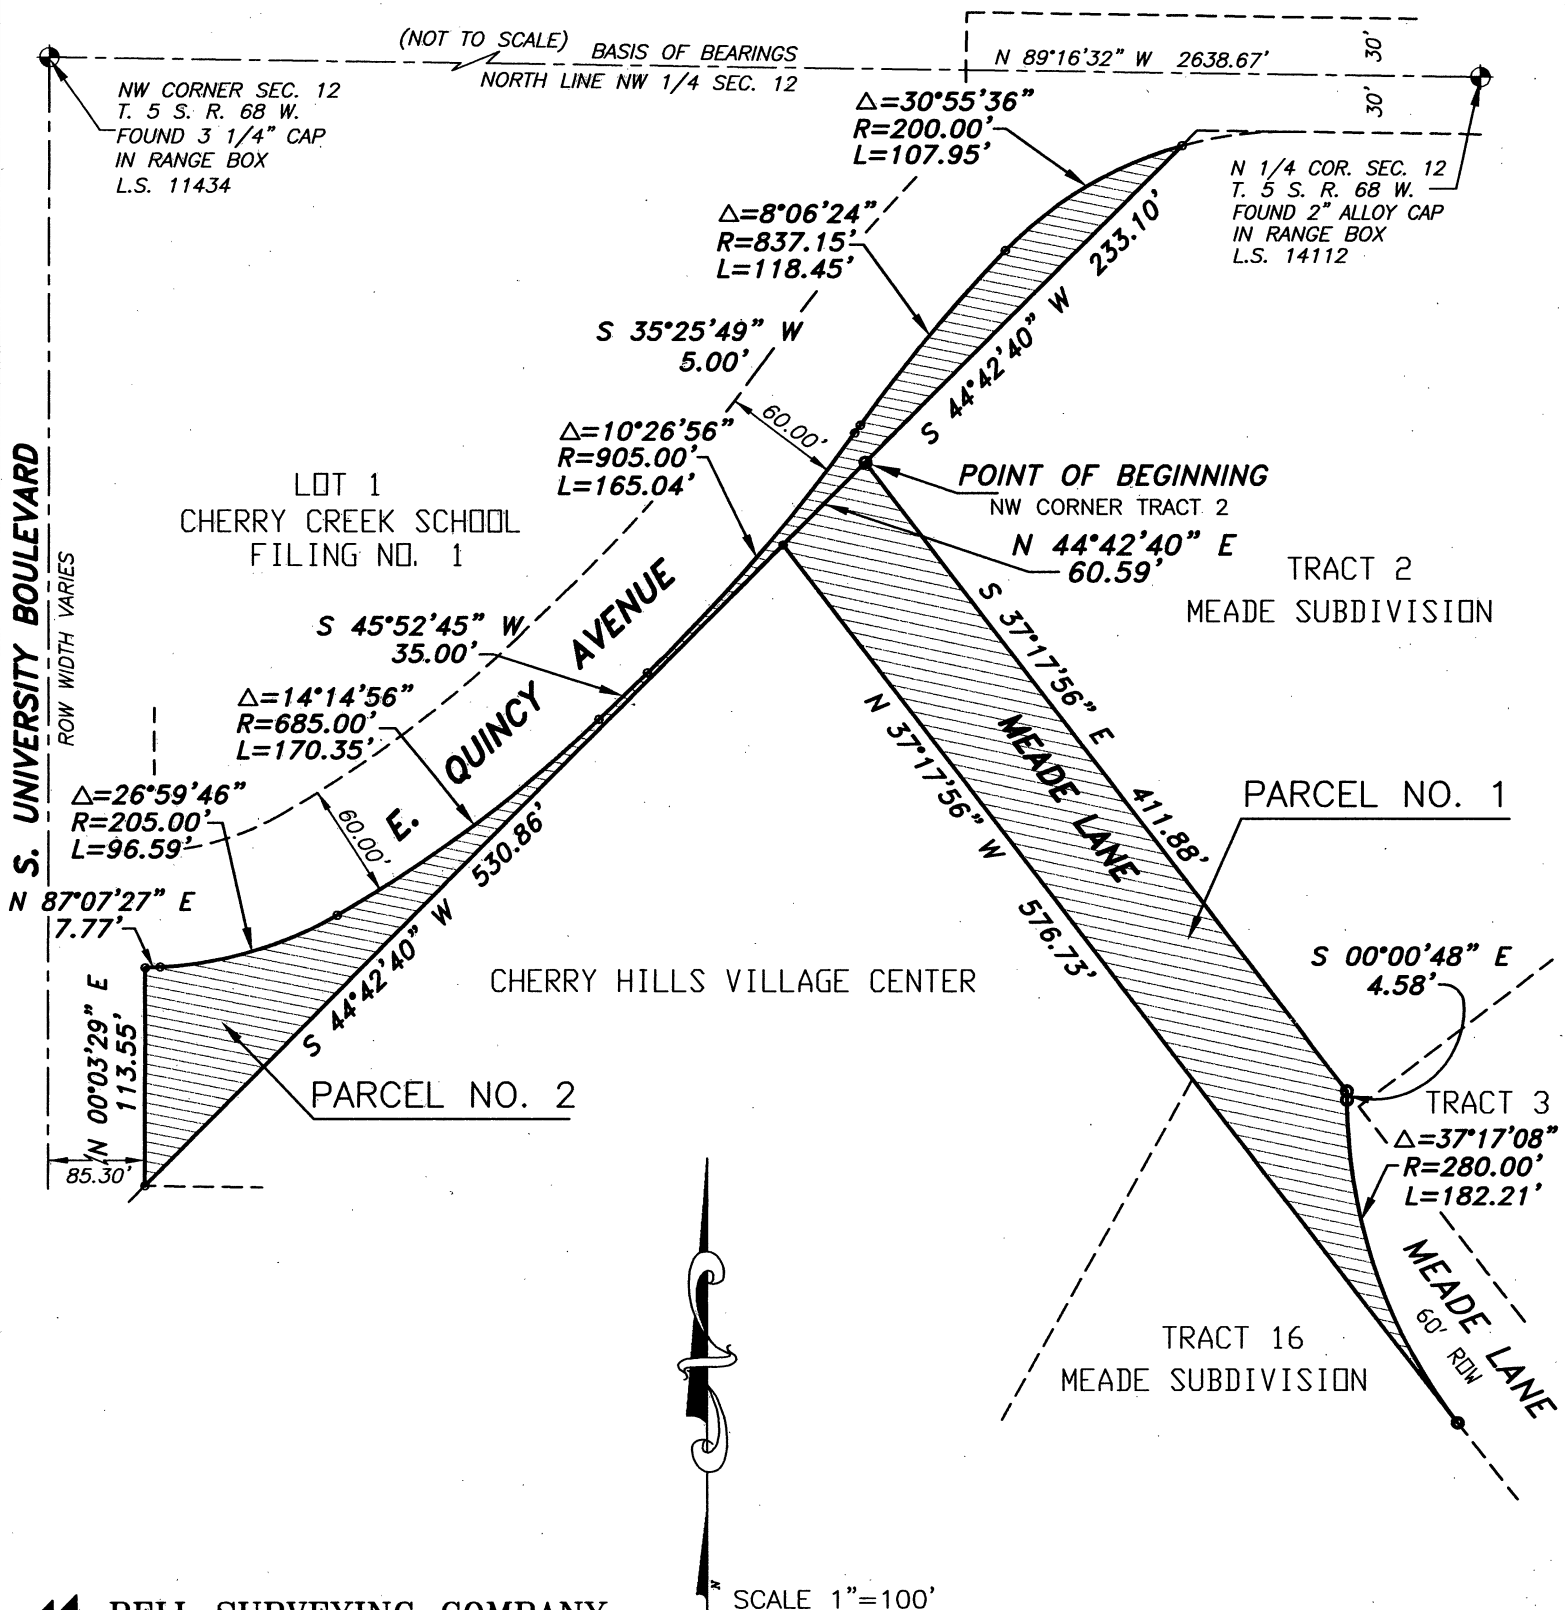 (NOT TO SCALE)
BASIS OF BEARINGS
NORTH LINE NW 1/4 SEC. 12
N 89°16'32" W 2638.67'
30'
30'
NW CORNER SEC. 12
T. 5 S. R. 68 W.
FOUND 3 1/4" CAP
IN RANGE BOX
L.S. 11434
Δ=30°55'36"
R=200.00'
L=107.95'
N 1/4 COR. SEC. 12
T. 5 S. R. 68 W.
FOUND 2" ALLOY CAP
IN RANGE BOX
L.S. 14112
Δ=8°06'24"
R=837.15'
L=118.45'
S 44°42'40" W 233.10'
S 35°25'49" W
5.00'
60.00'
Δ=10°26'56"
R=905.00'
L=165.04'
POINT OF BEGINNING
NW CORNER TRACT 2
N 44°42'40" E
60.59'
LOT 1
CHERRY CREEK SCHOOL
FILING NO. 1
TRACT 2
MEADE SUBDIVISION
S. UNIVERSITY BOULEVARD
ROW WIDTH VARIES
E. QUINCY AVENUE
S 45°52'45" W
35.00'
Δ=14°14'56"
R=685.00'
L=170.35'
60.00'
Δ=26°59'46"
R=205.00'
L=96.59'
N 87°07'27" E
7.77'
N 00°03'29" E
113.55'
85.30'
S 44°42'40" W 530.86'
PARCEL NO. 2
CHERRY HILLS VILLAGE CENTER
S 37°17'56" E 411.88'
MEADE LANE
N 37°17'56" W 576.73'
PARCEL NO. 1
S 00°00'48" E
4.58'
TRACT 3
Δ=37°17'08"
R=280.00'
L=182.21'
MEADE LANE
60' ROW
TRACT 16
MEADE SUBDIVISION
N
SCALE 1"=100'
BELL SURVEYING COMPANY